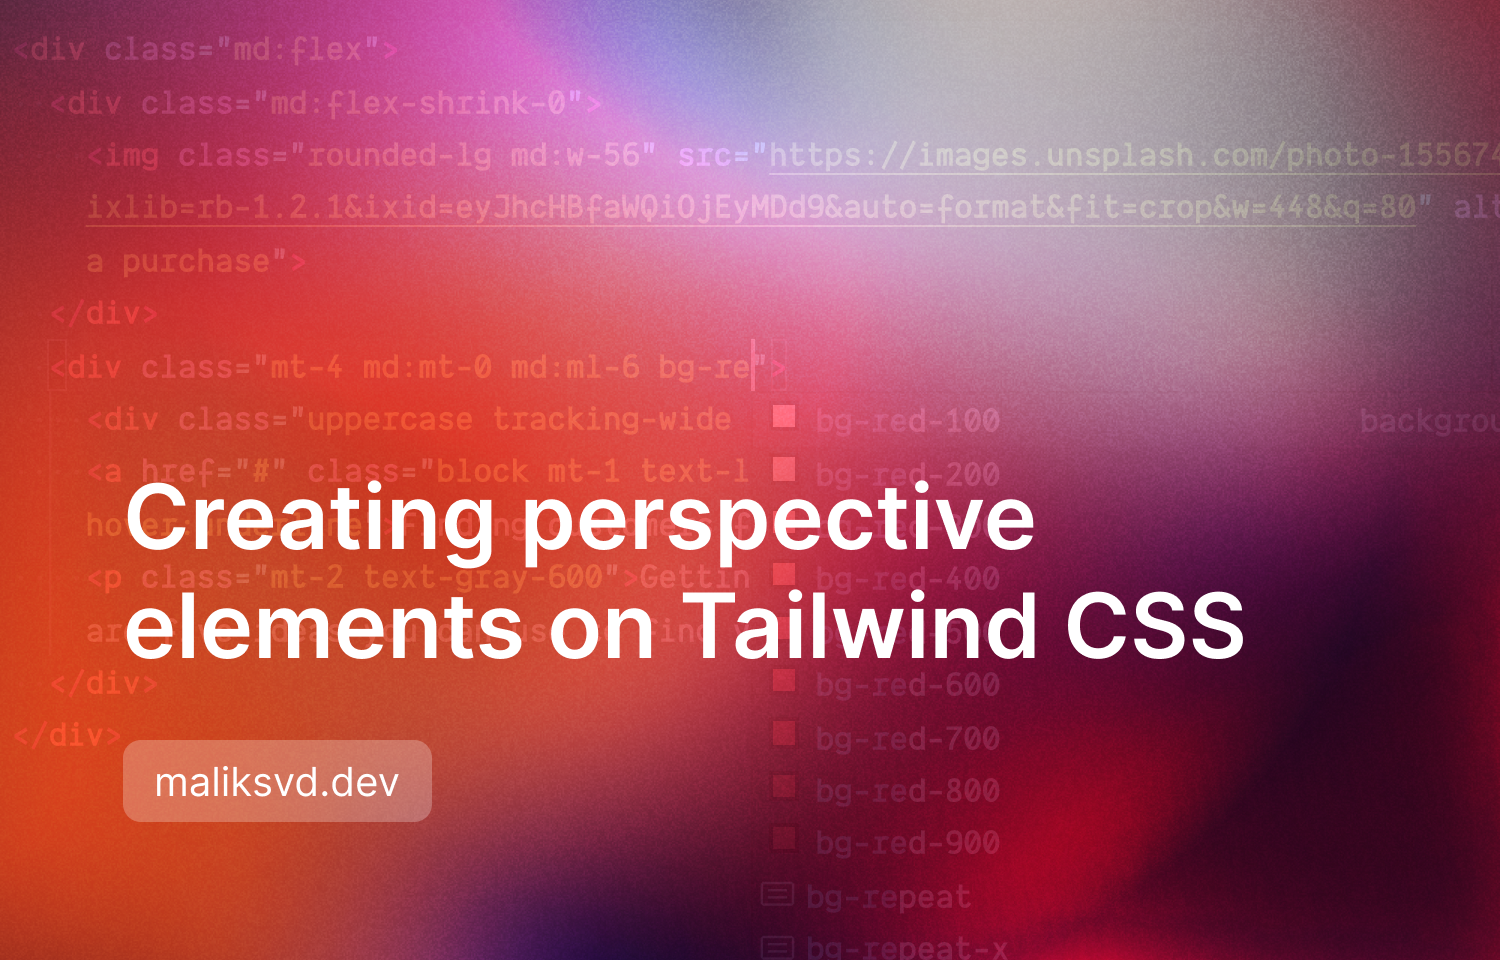 <div class="md:flex">
<div class="md:flex-shrink-0">
<img class="rounded-lg md:w-56" src="https://images.unsplash.com/photo-155674
ixlib=rb-1.2.1&ixid=eyJhcHBfaWQiOjEyMDd9&auto=format&fit=crop&w=448&q=80" alt
a purchase">
</div>
<div class="mt-4 md:mt-0 md:ml-6 bg-re">
<div class="uppercase tracking-wide
bg-red-100
backgrou
<a href="#" class="block mt-1 text-l
bg-red-200
Creating perspective
<p class="mt-2 text-gray-600">Gettin
bg-red-400
elements on Tailwind CSS
</div>
bg-red-600
</div>
bg-red-700
maliksvd.dev
bg-red-800
bg-red-900
bg-repeat
bg-repeat-x